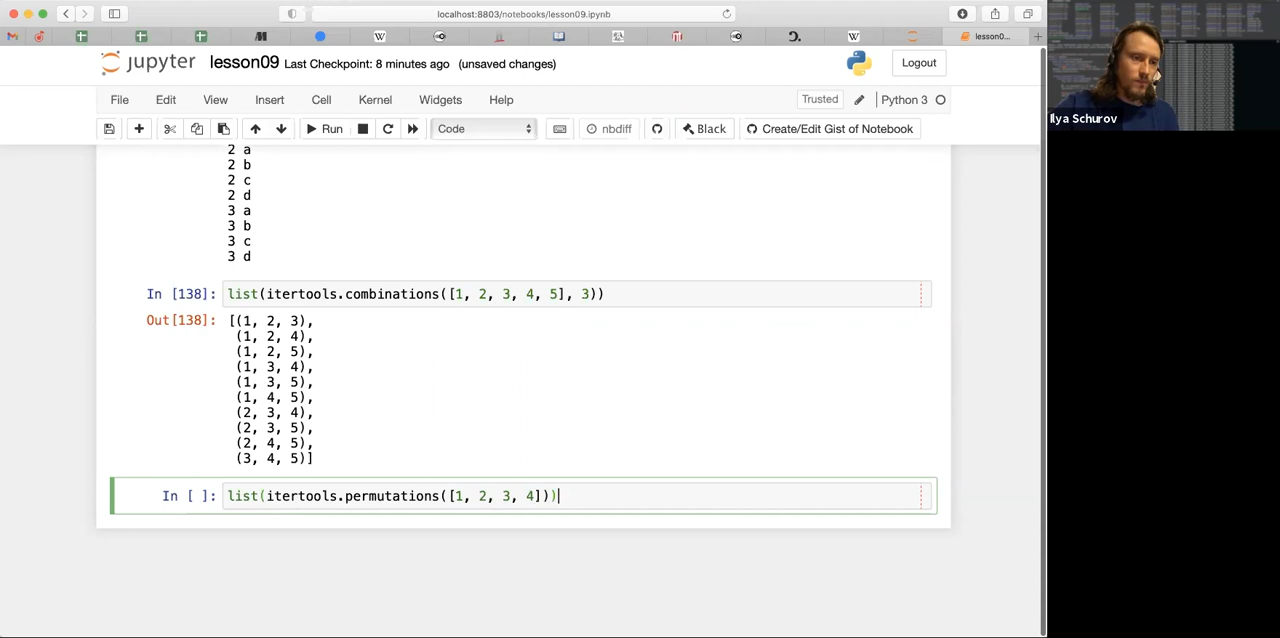 localhost:8803/notebooks/lesson09.ipynb
lesson0...
jupyter lesson09 Last Checkpoint: 8 minutes ago (unsaved changes)
Logout
File Edit View Insert Cell Kernel Widgets Help
Trusted
Python 3
Run
Code
nbdiff
Black
Create/Edit Gist of Notebook
2 a
2 b
2 c
2 d
3 a
3 b
3 c
3 d
In [138]: list(itertools.combinations([1, 2, 3, 4, 5], 3))
Out[138]: [(1, 2, 3),
(1, 2, 4),
(1, 2, 5),
(1, 3, 4),
(1, 3, 5),
(1, 4, 5),
(2, 3, 4),
(2, 3, 5),
(2, 4, 5),
(3, 4, 5)]
In [ ]: list(itertools.permutations([1, 2, 3, 4]))
Ilya Schurov